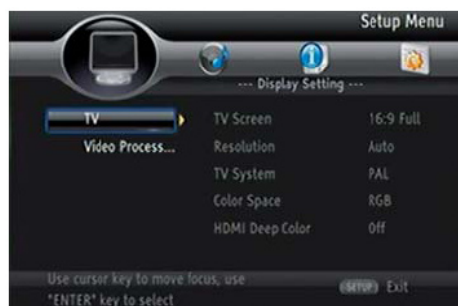 Setup Menu
--- Display Setting ---
TV
Video Process...
TV Screen 16:9 Full
Resolution Auto
TV System PAL
Color Space RGB
HDMI Deep Color Off
Use cursor key to move focus, use
"ENTER" key to select
SETUP Exit